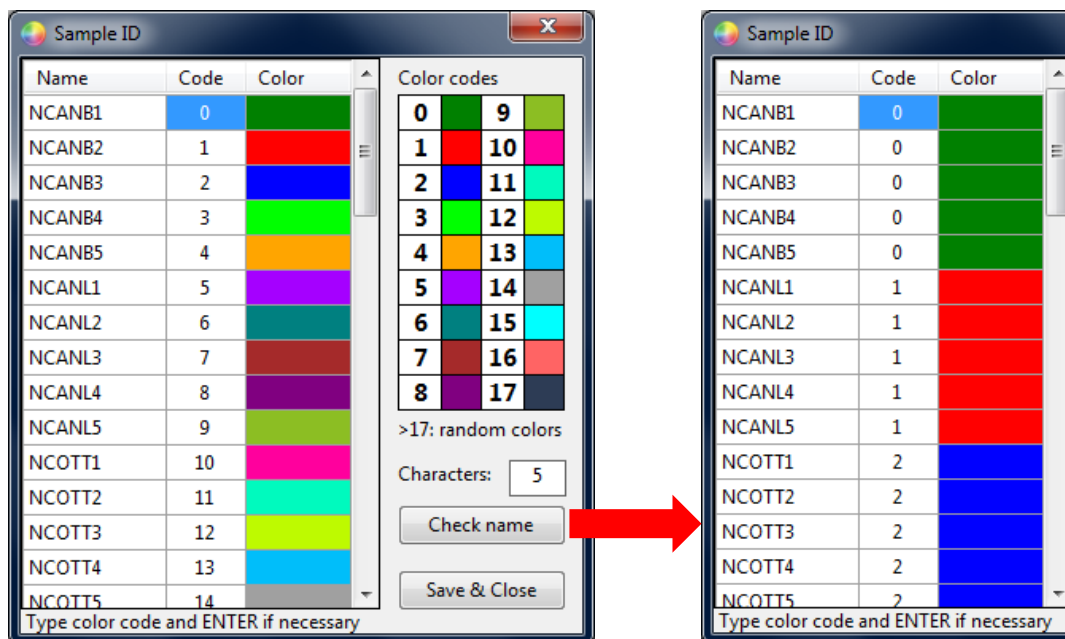 Sample ID
Name Code Color
NCANB1 0
NCANB2 1
NCANB3 2
NCANB4 3
NCANB5 4
NCANL1 5
NCANL2 6
NCANL3 7
NCANL4 8
NCANL5 9
NCOTT1 10
NCOTT2 11
NCOTT3 12
NCOTT4 13
NCOTT5 14
Type color code and ENTER if necessary
Color codes
0 9
1 10
2 11
3 12
4 13
5 14
6 15
7 16
8 17
>17: random colors
Characters: 5
Check name
Save & Close
Sample ID
Name Code Color
NCANB1 0
NCANB2 0
NCANB3 0
NCANB4 0
NCANB5 0
NCANL1 1
NCANL2 1
NCANL3 1
NCANL4 1
NCANL5 1
NCOTT1 2
NCOTT2 2
NCOTT3 2
NCOTT4 2
NCOTT5 2
Type color code and ENTER if necessary